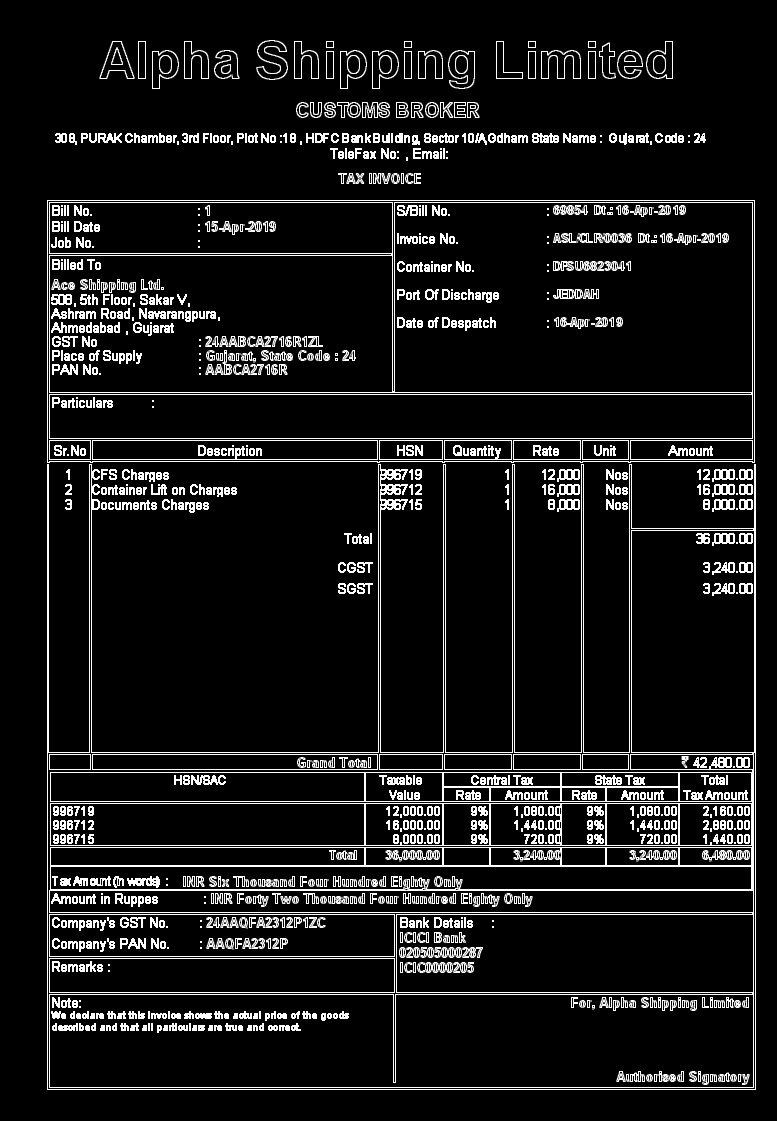 Alpha Shipping Limited
CUSTOMS BROKER
308, PURAK Chamber, 3rd Floor, Plot No :18 , HDFC Bank Building, Sector 10/A,Gdham State Name : Gujarat, Code : 24
TeleFax No: , Email:
TAX INVOICE
Bill No. : 1
Bill Date : 15-Apr-2019
Job No. :
S/Bill No. : 69854 Dt.: 16-Apr-2019
Invoice No. : ASL/CLR/0036 Dt.: 16-Apr-2019
Container No. : DFSU6823041
Port Of Discharge : JEDDAH
Date of Despatch : 16-Apr-2019
Billed To
Ace Shipping Ltd.
508, 5th Floor, Sakar V,
Ashram Road, Navarangpura,
Ahmedabad , Gujarat
GST No : 24AABCA2716R1ZL
Place of Supply : Gujarat, State Code : 24
PAN No. : AABCA2716R
Particulars :
Sr.No Description HSN Quantity Rate Unit Amount
1 CFS Charges 996719 1 12,000 Nos 12,000.00
2 Container Lift on Charges 996712 1 16,000 Nos 16,000.00
3 Documents Charges 996715 1 8,000 Nos 8,000.00
Total 36,000.00
CGST 3,240.00
SGST 3,240.00
Grand Total ₹ 42,480.00
HSN/SAC Taxable Central Tax State Tax Total
Value Rate Amount Rate Amount Tax Amount
996719 12,000.00 9% 1,080.00 9% 1,080.00 2,160.00
996712 16,000.00 9% 1,440.00 9% 1,440.00 2,880.00
996715 8,000.00 9% 720.00 9% 720.00 1,440.00
Total 36,000.00 3,240.00 3,240.00 6,480.00
Tax Amount (in words) : INR Six Thousand Four Hundred Eighty Only
Amount in Ruppes : INR Forty Two Thousand Four Hundred Eighty Only
Company's GST No. : 24AAQFA2312P1ZC
Company's PAN No. : AAQFA2312P
Remarks :
Bank Details :
ICICI Bank
020505000287
ICIC0000205
Note:
We declare that this invoice shows the actual price of the goods
described and that all particulars are true and correct.
For, Alpha Shipping Limited
Authorised Signatory